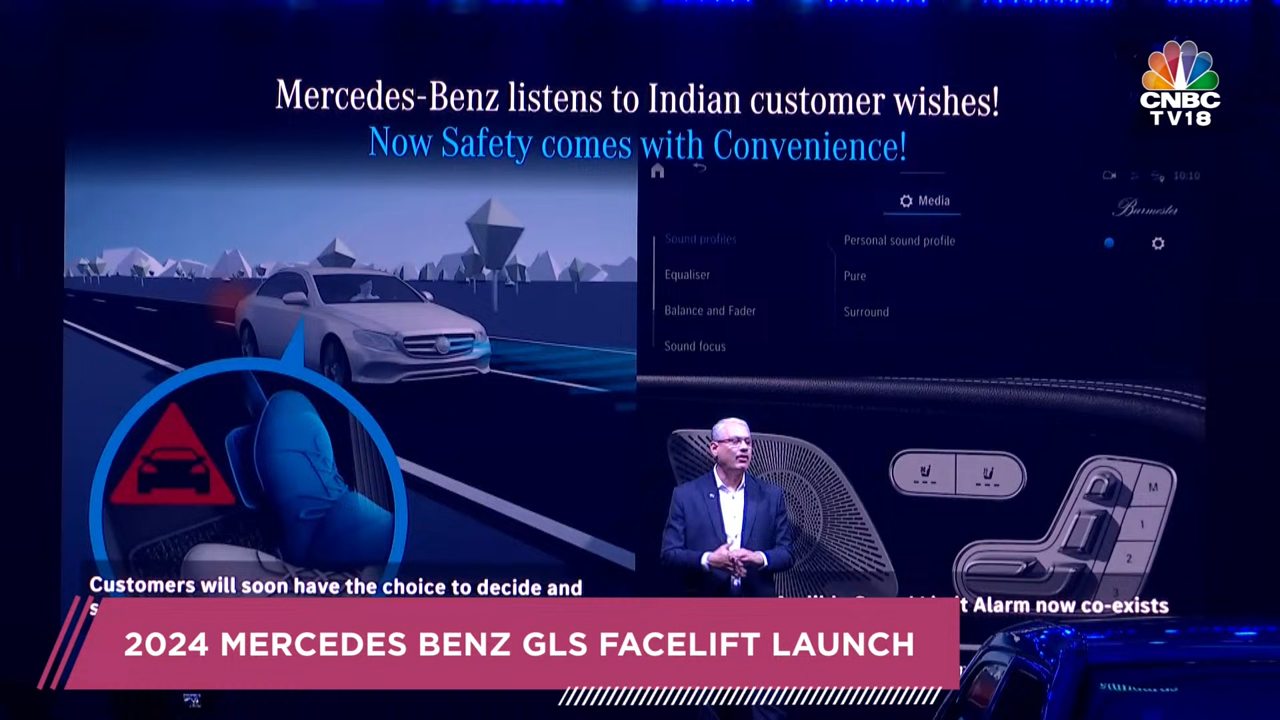 Mercedes-Benz listens to Indian customer wishes!
Now Safety comes with Convenience!
CNBC
TV18
10:10
Media
Burmester
Sound profiles
Personal sound profile
Equaliser
Pure
Balance and Fader
Surround
Sound focus
M
1
2
3
Customers will soon have the choice to decide and
Alarm now co-exists
2024 MERCEDES BENZ GLS FACELIFT LAUNCH